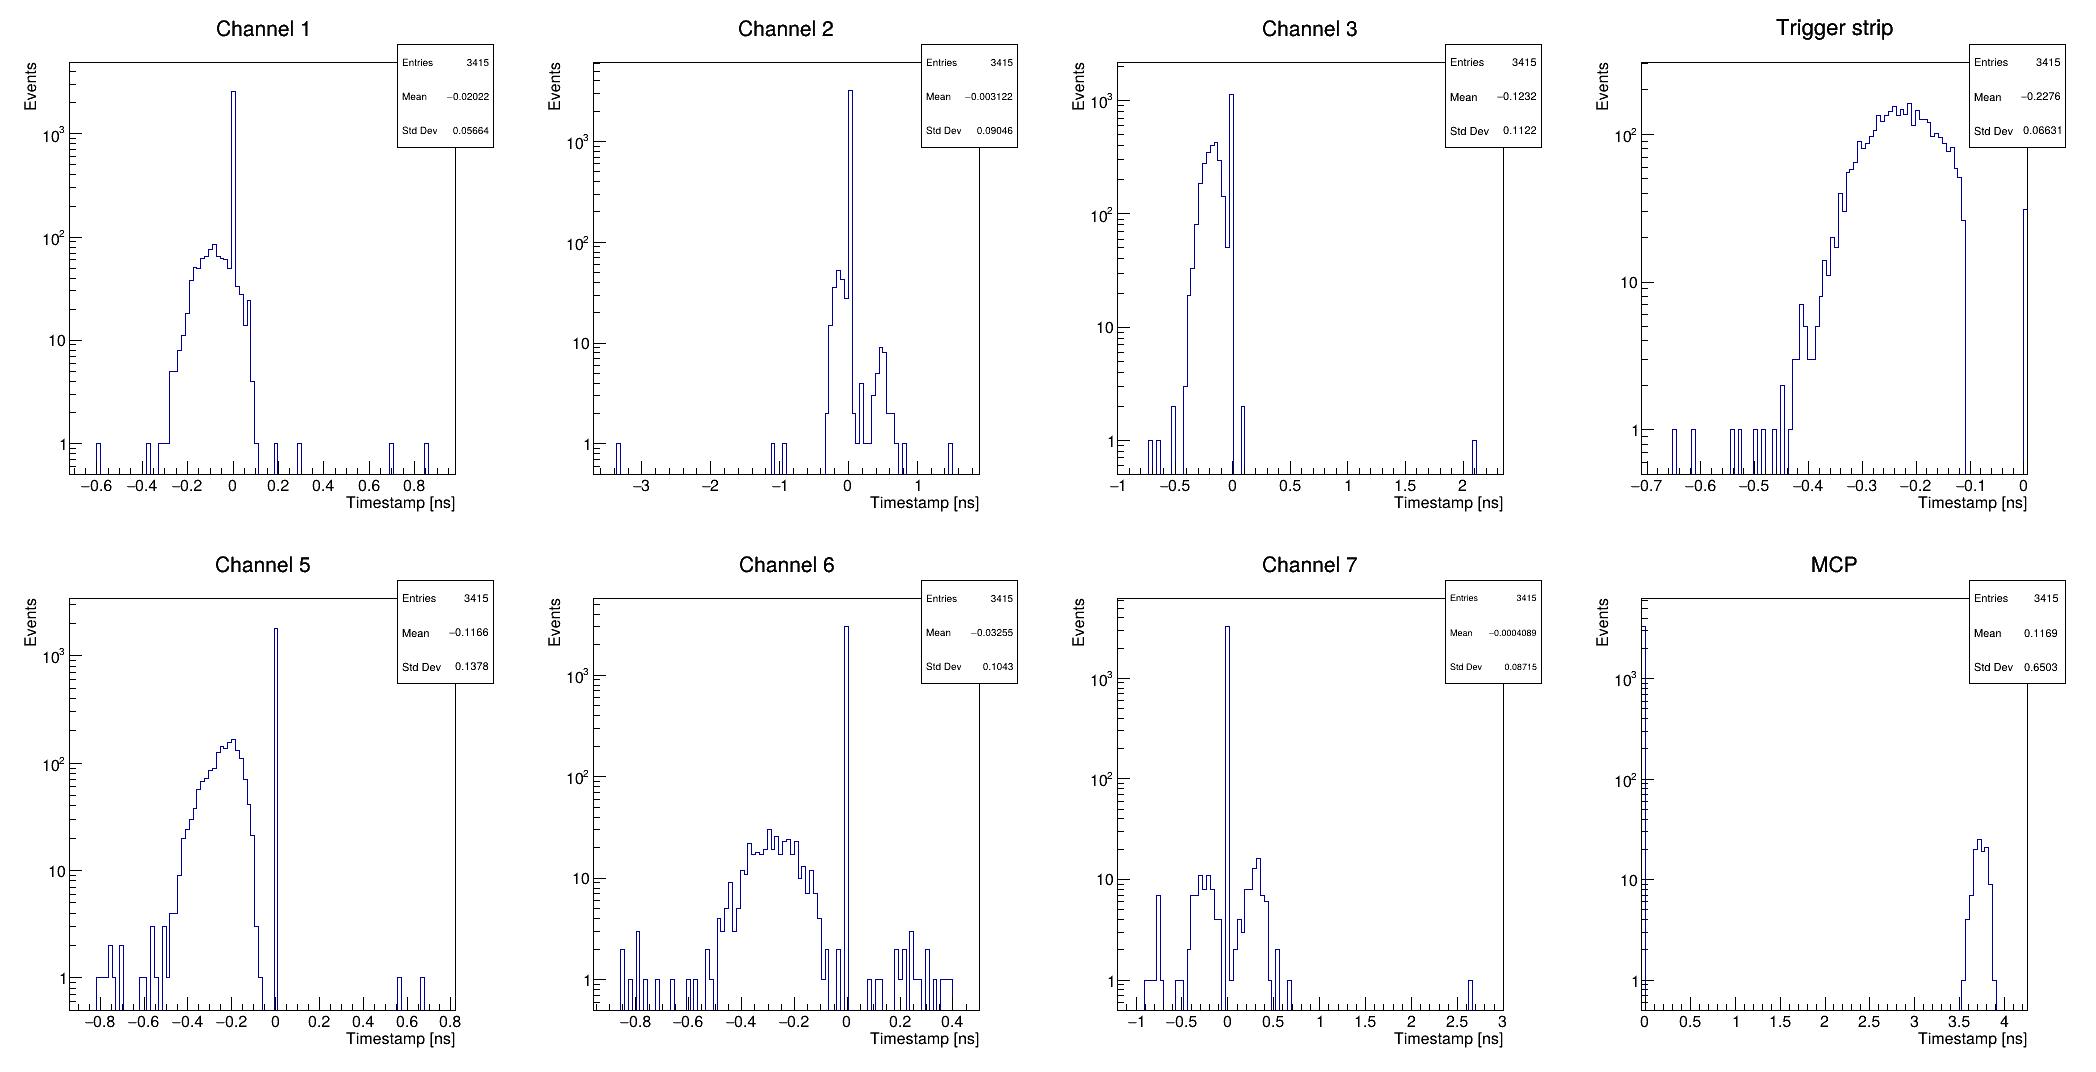 Channel 1
Events
Entries 3415
Mean −0.02022
Std Dev 0.05664
10³
10²
10
1
−0.6 −0.4 −0.2 0 0.2 0.4 0.6 0.8
Timestamp [ns]
Channel 2
Events
Entries 3415
Mean −0.003122
Std Dev 0.09046
10³
10²
10
1
−3 −2 −1 0 1
Timestamp [ns]
Channel 3
Events
Entries 3415
Mean −0.1232
Std Dev 0.1122
10³
10²
10
1
−1 −0.5 0 0.5 1 1.5 2
Timestamp [ns]
Trigger strip
Events
Entries 3415
Mean −0.2276
Std Dev 0.06631
10²
10
1
−0.7 −0.6 −0.5 −0.4 −0.3 −0.2 −0.1 0
Timestamp [ns]
Channel 5
Events
Entries 3415
Mean −0.1166
Std Dev 0.1378
10³
10²
10
1
−0.8 −0.6 −0.4 −0.2 0 0.2 0.4 0.6 0.8
Timestamp [ns]
Channel 6
Events
Entries 3415
Mean −0.03255
Std Dev 0.1043
10³
10²
10
1
−0.8 −0.6 −0.4 −0.2 0 0.2 0.4
Timestamp [ns]
Channel 7
Events
Entries 3415
Mean −0.0004089
Std Dev 0.08715
10³
10²
10
1
−1 −0.5 0 0.5 1 1.5 2 2.5 3
Timestamp [ns]
MCP
Events
Entries 3415
Mean 0.1169
Std Dev 0.6503
10³
10²
10
1
0 0.5 1 1.5 2 2.5 3 3.5 4
Timestamp [ns]